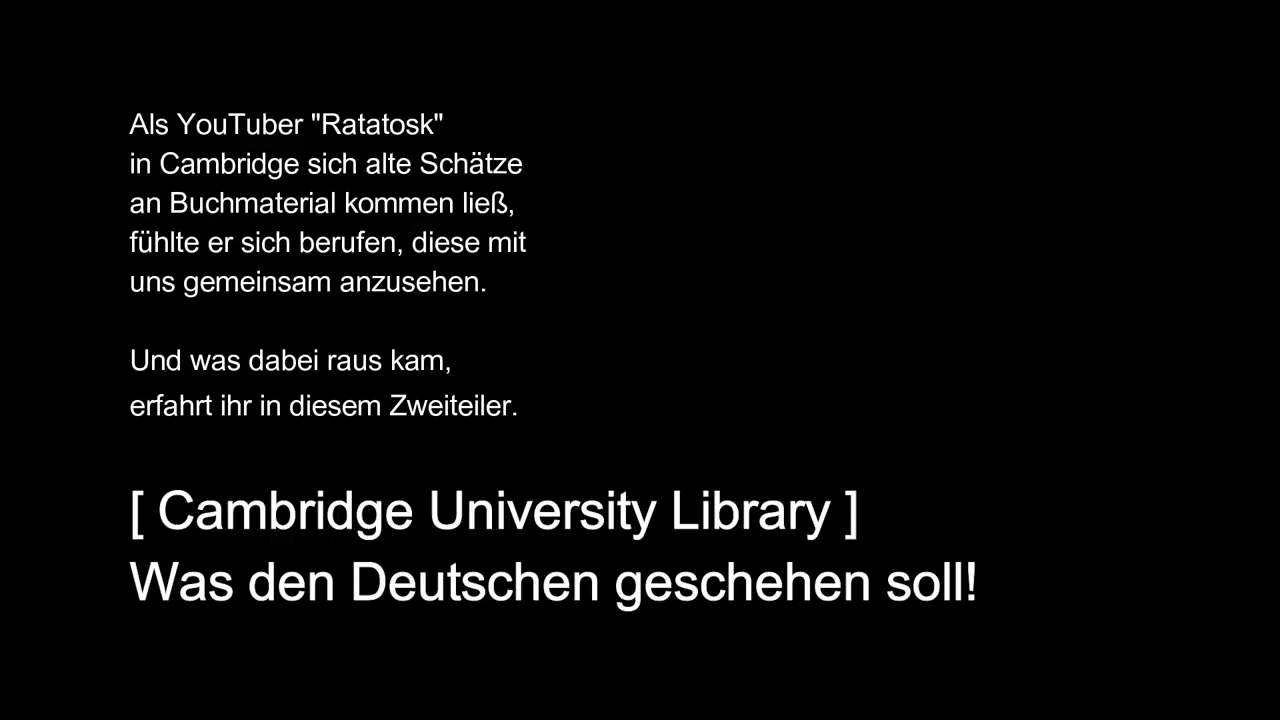 Als YouTuber "Ratatosk"
in Cambridge sich alte Schätze
an Buchmaterial kommen ließ,
fühlte er sich berufen, diese mit
uns gemeinsam anzusehen.
Und was dabei raus kam,
erfahrt ihr in diesem Zweiteiler.
[ Cambridge University Library ]
Was den Deutschen geschehen soll!